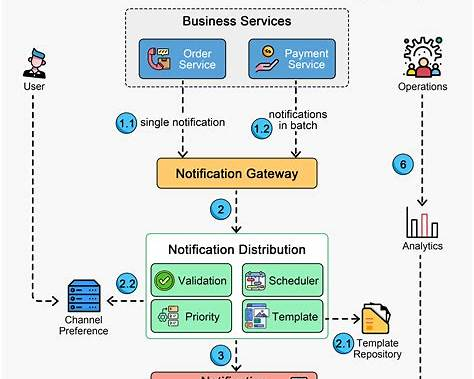 Business Services
Order
Service
Payment
Service
User
Operations
1.1
single notification
1.2
notifications
in batch
6
Notification Gateway
2
Analytics
Notification Distribution
Validation
Scheduler
2.2
Priority
Template
Channel
Preference
2.1
Template
Repository
3